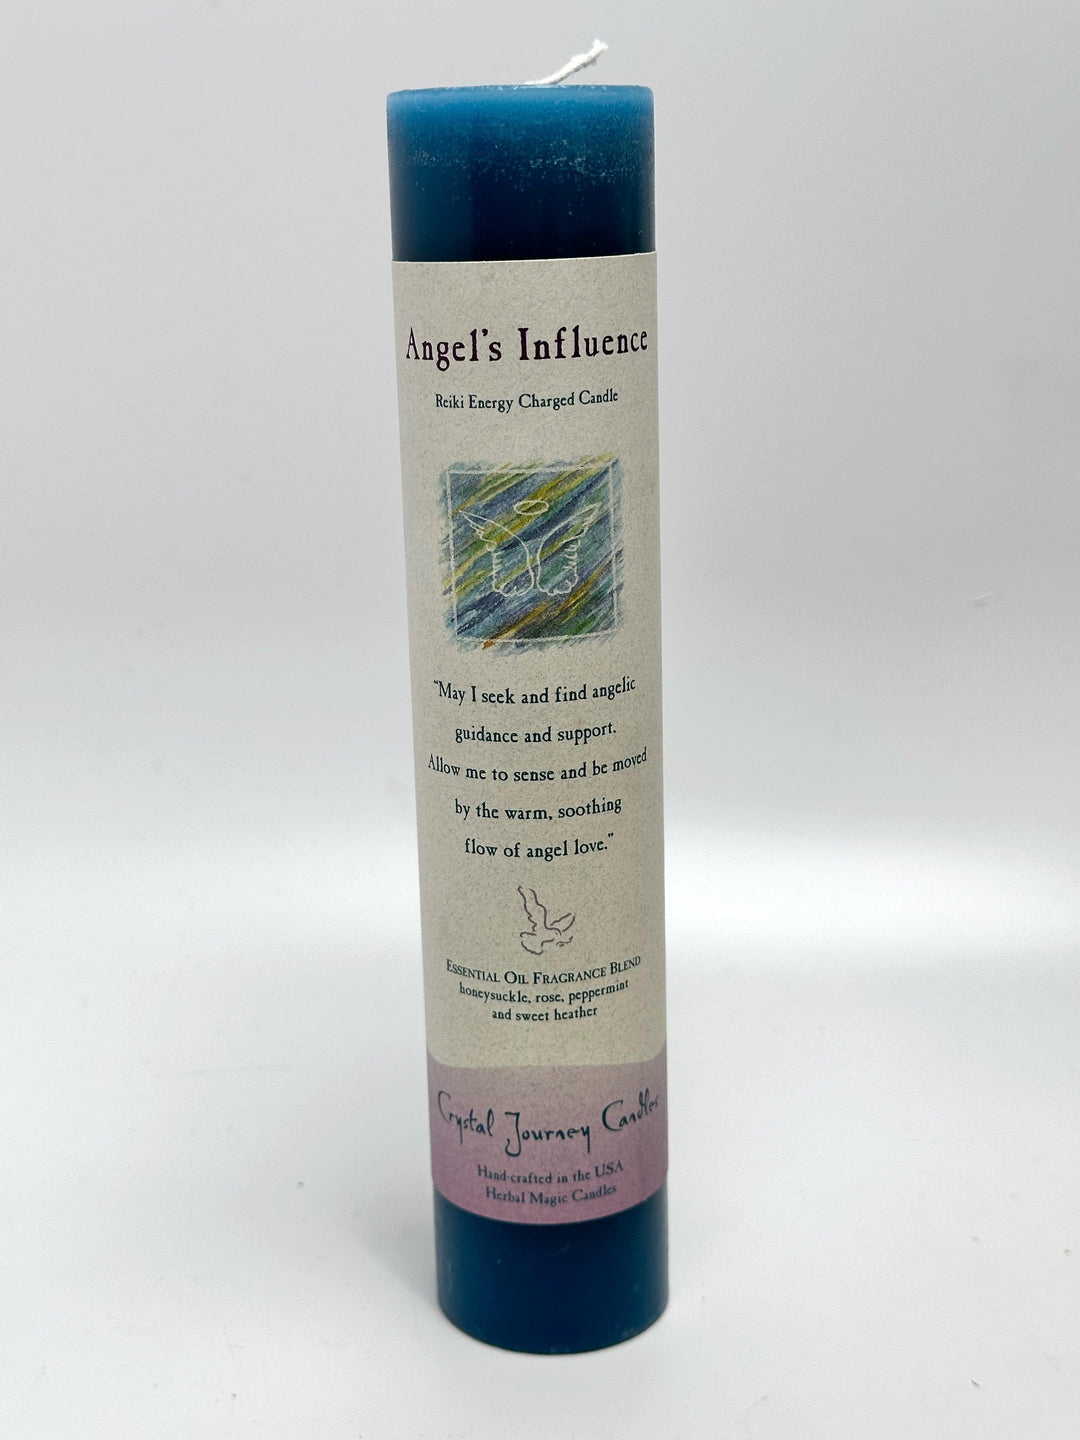 Angel's Influence
Reiki Energy Charged Candle
"May I seek and find angelic
guidance and support.
Allow me to sense and be moved
by the warm, soothing
flow of angel love."
ESSENTIAL OIL FRAGRANCE BLEND
honeysuckle, rose, peppermint
and sweet heather
Crystal Journey Candles
Hand crafted in the USA
Herbal Magic Candles